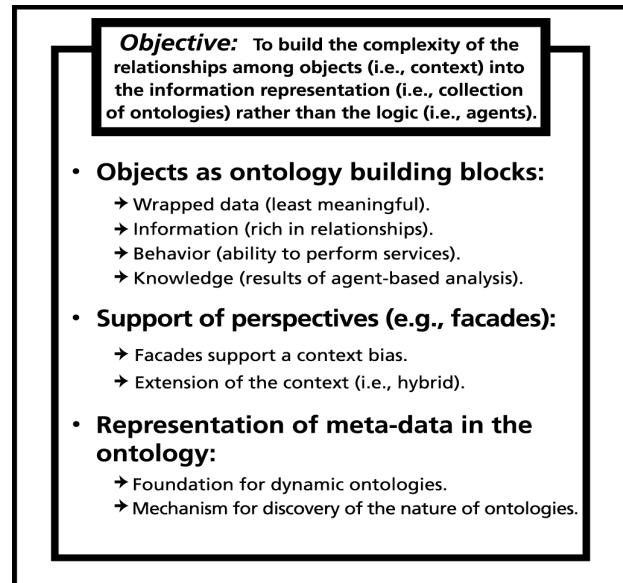 Objective: To build the complexity of the
relationships among objects (i.e., context) into
the information representation (i.e., collection
of ontologies) rather than the logic (i.e., agents).
• Objects as ontology building blocks:
→ Wrapped data (least meaningful).
→ Information (rich in relationships).
→ Behavior (ability to perform services).
→ Knowledge (results of agent-based analysis).
• Support of perspectives (e.g., facades):
→ Facades support a context bias.
→ Extension of the context (i.e., hybrid).
• Representation of meta-data in the
ontology:
→ Foundation for dynamic ontologies.
→ Mechanism for discovery of the nature of ontologies.